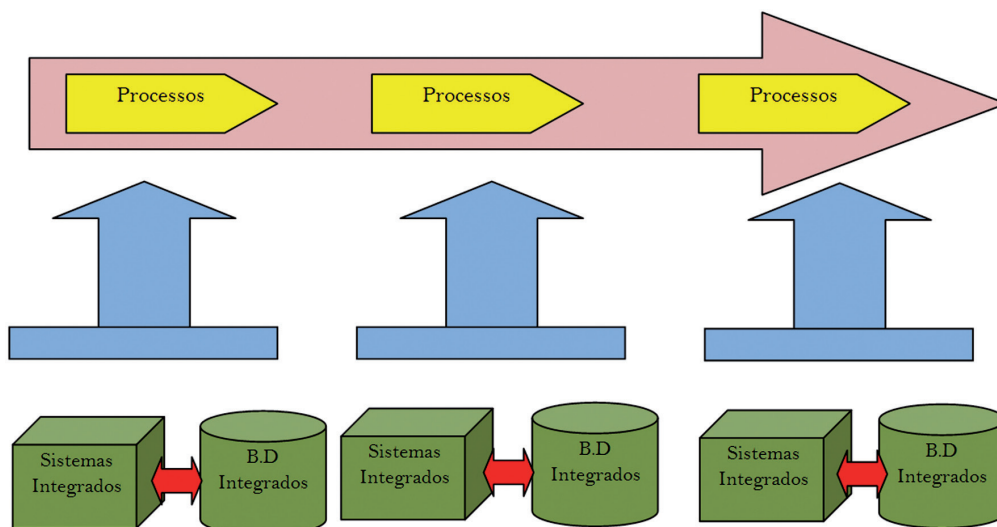 Processos
Processos
Processos
Sistemas
Integrados
B.D
Integrados
Sistemas
Integrados
B.D
Integrados
Sistemas
Integrados
B.D
Integrados